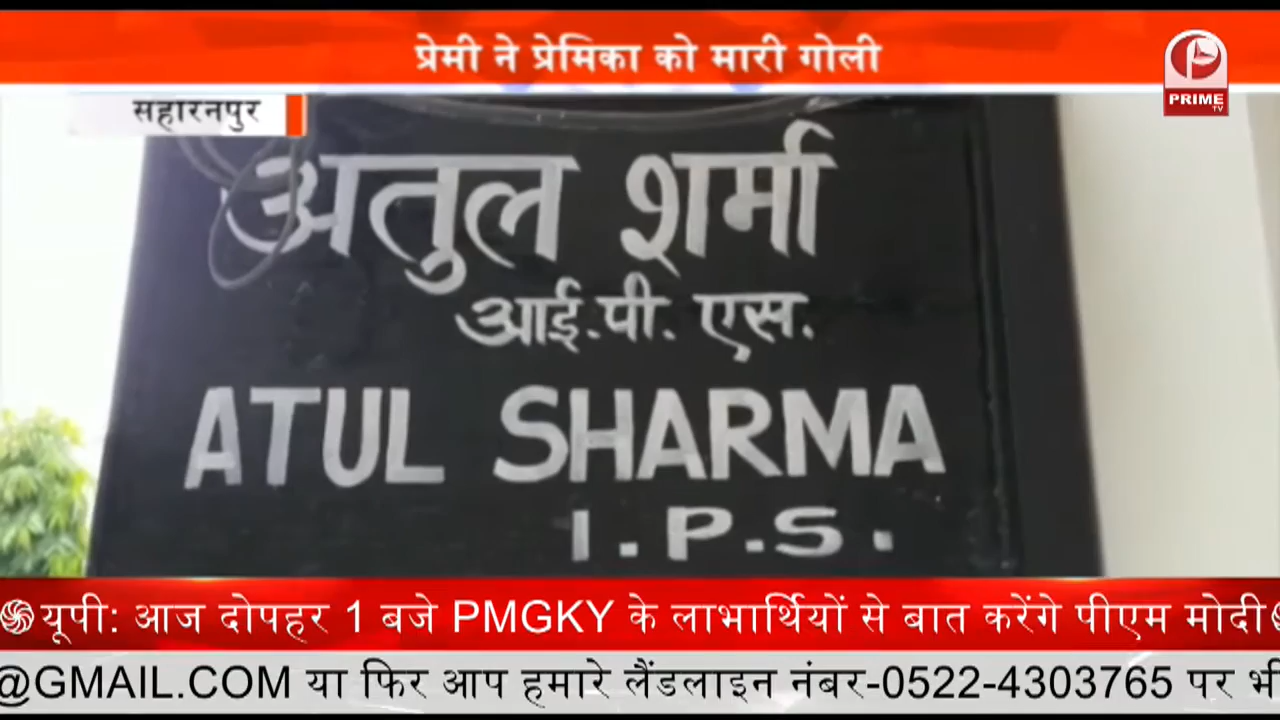 प्रेमी ने प्रेमिका को मारी गोली
PRIME
TV
सहारनपुर
अतुल शर्मा
आई.पी. एस.
ATUL SHARMA
I.P.S.
यूपी: आज दोपहर 1 बजे PMGKY के लाभार्थियों से बात करेंगे पीएम मोदी
@GMAIL.COM या फिर आप हमारे लैंडलाइन नंबर-0522-4303765 पर भी